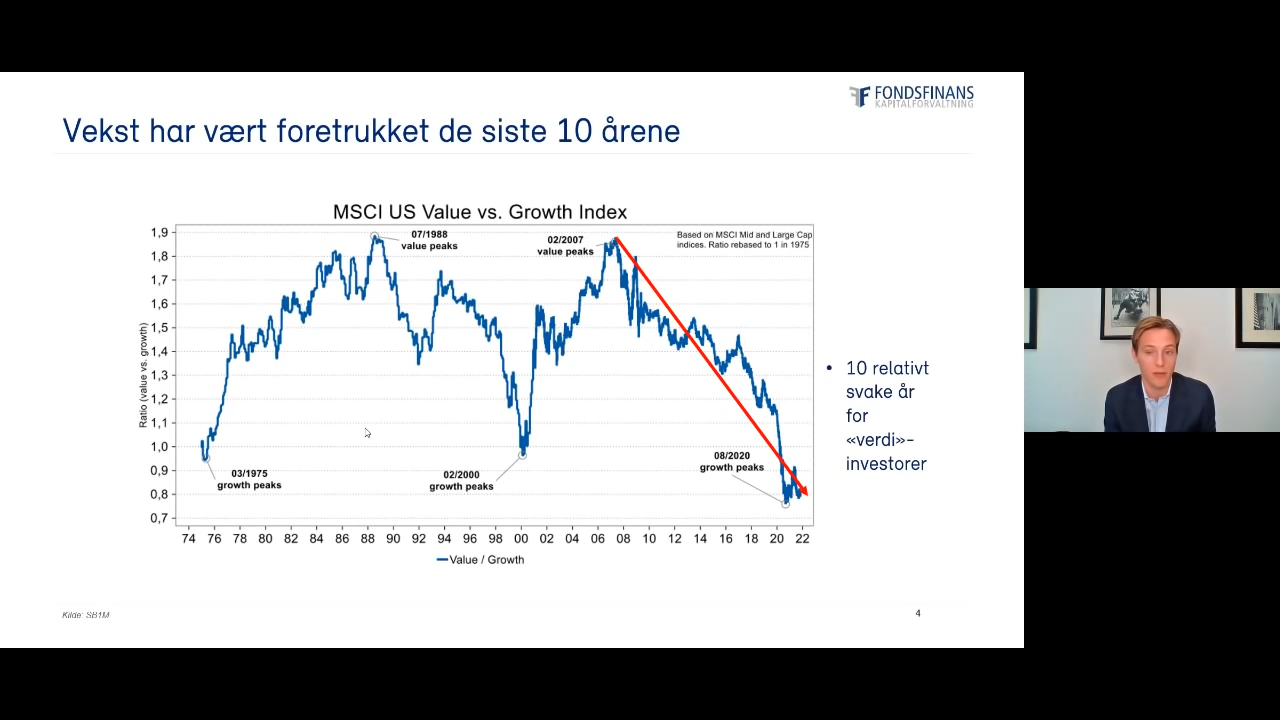 FONDSFINANS
KAPITALFORVALTNING
Vekst har vært foretrukket de siste 10 årene
MSCI US Value vs. Growth Index
Based on MSCI Mid and Large Cap
indices. Ratio rebased to 1 in 1975
07/1988
value peaks
02/2007
value peaks
1,9
1,8
1,7
1,6
1,5
1,4
1,3
1,2
1,1
1,0
0,9
0,8
0,7
Ratio (value vs. growth)
03/1975
growth peaks
02/2000
growth peaks
08/2020
growth peaks
74 76 78 80 82 84 86 88 90 92 94 96 98 00 02 04 06 08 10 12 14 16 18 20 22
Value / Growth
• 10 relativt
svake år
for
«verdi»-
investorer
Kilde: SB1M
4